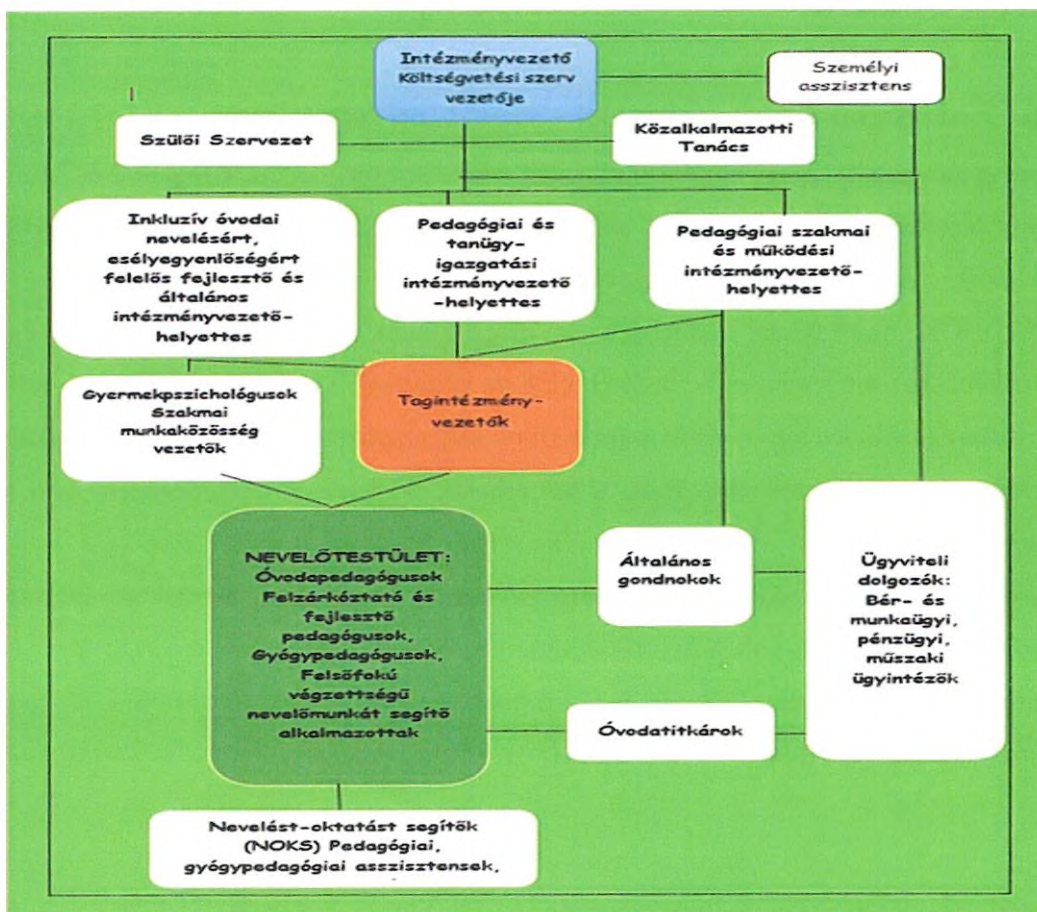 Intézményvezető
Költségvetési szerv
vezetője
Személyi
asszisztens
Szülői Szervezet
Közalkalmazotti
Tanács
Inkluzív óvodai
nevelésért,
esélyegyenlőségért
felelős fejlesztő és
általános
intézményvezető-
helyettes
Pedagógiai és
tanügy-
igazgatási
intézményvezető
-helyettes
Pedagógiai szakmai
és működési
intézményvezető-
helyettes
Gyermekpszichológusok
Szakmai
munkaközösség
vezetők
Tagintézmény-
vezetők
NEVELŐTESTÜLET:
Óvodapedagógusok
Felzárkóztató és
fejlesztő
pedagógusok,
Gyógypedagógusok,
Felsőfokú
végzettségű
nevelőmunkát segítő
alkalmazottak
Általános
gondnokok
Ügyviteli
dolgozók:
Bér- és
munkaügyi,
pénzügyi,
műszaki
ügyintézők
Óvodatitkárok
Nevelést-oktatást segítők
(NOKS) Pedagógiai,
gyógypedagógiai asszisztensek,